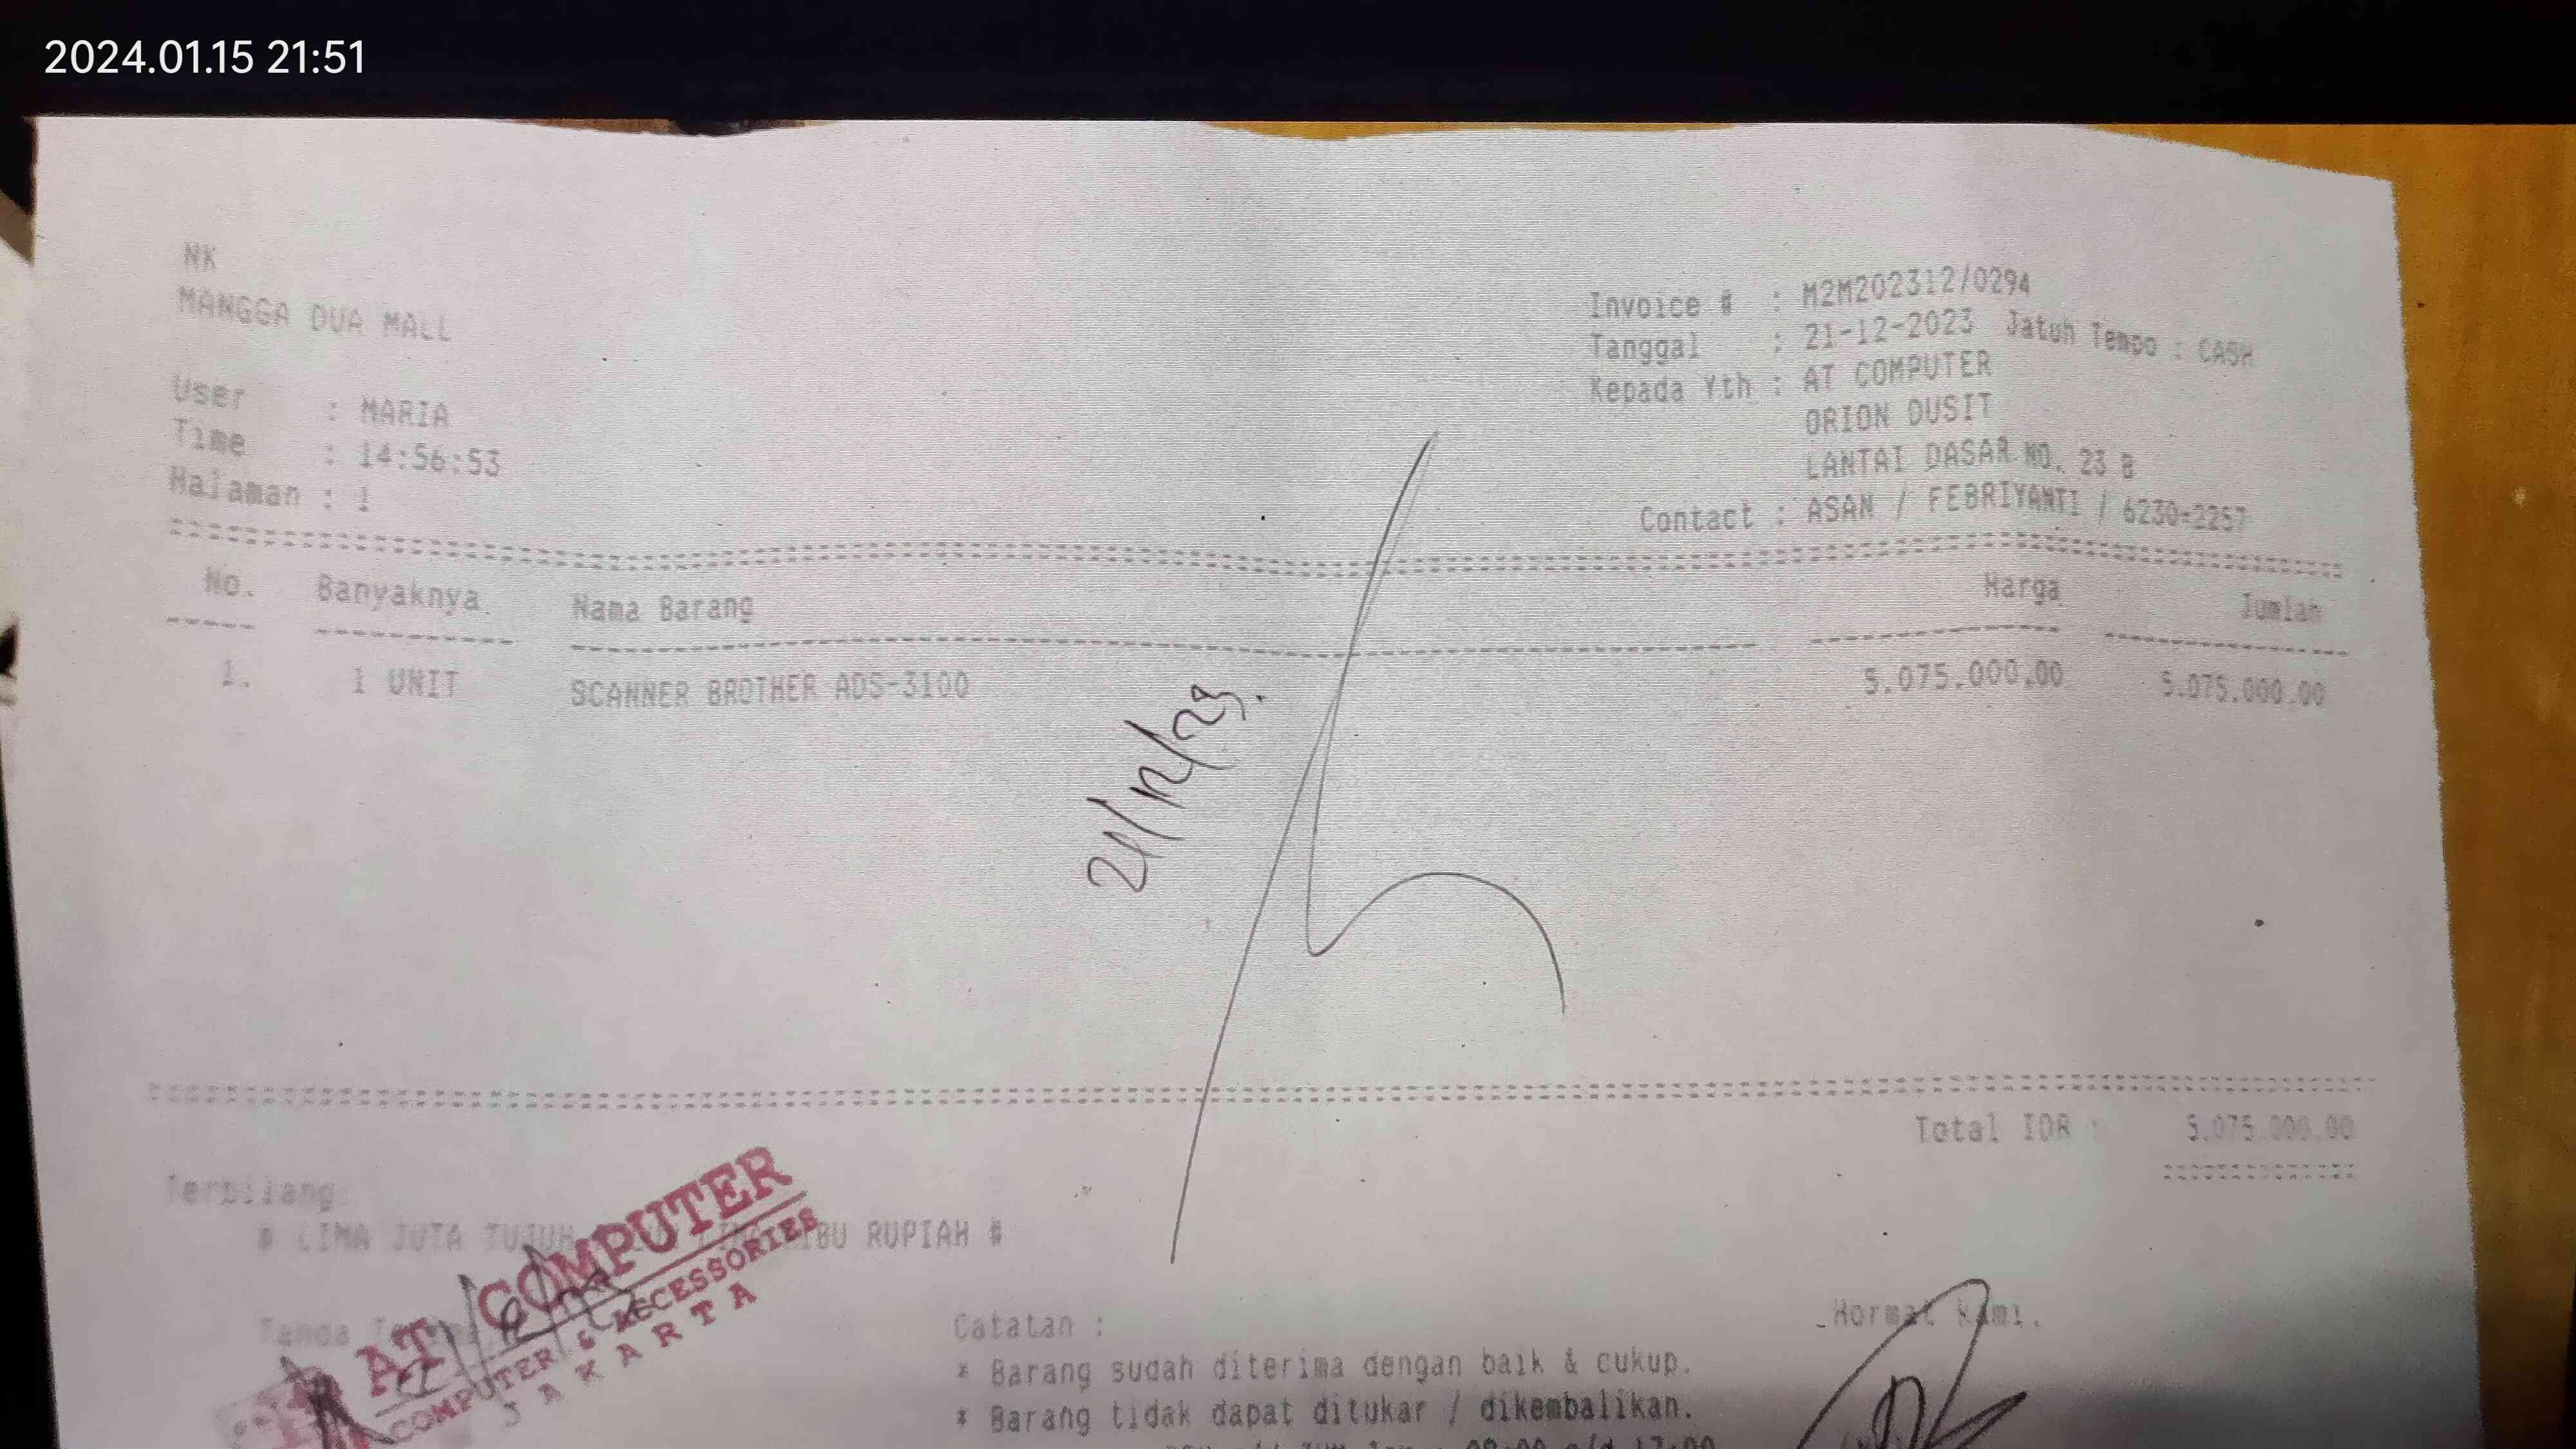 2024.01.15 21:51
NK
MANGGA DUA MALL
Invoice # : M2M202312/0294
Tanggal : 21-12-2023 Jatuh Tempo : CASH
Kepada Yth : AT COMPUTER
ORION DUSIT
LANTAI DASAR NO. 23 B
Contact : ASAN / FEBRIYANTI / 6230-2257
User : MARIA
Time : 14:56:53
Halaman : 1
No. Banyaknya Nama Barang Harga Jumlah
1. 1 UNIT SCANNER BROTHER ADS-3100 5.075.000,00 5.075.000.00
21/12/23.
Total IDR : 5.075.000.00
Terbilang:
# LIMA JUTA TUJUH RIBU RUPIAH #
AT COMPUTER
COMPUTER & ACCESSORIES
JAKARTA
Tanda
Catatan :
* Barang sudah diterima dengan baik & cukup.
* Barang tidak dapat ditukar / dikembalikan.
Hormat kami.